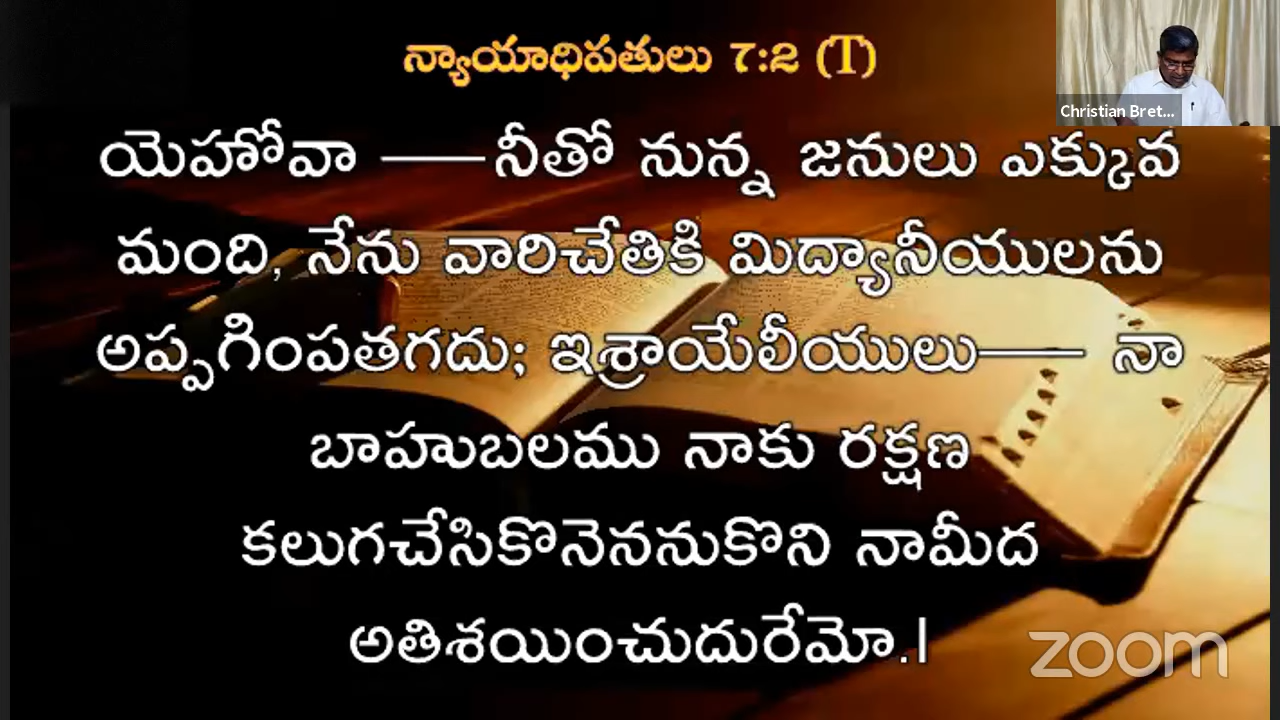 న్యాయాధిపతులు 7:2 (T)
Christian Bret...
యెహోవా —నీతో నున్న జనులు ఎక్కువ
మంది, నేను వారిచేతికి మిద్యానీయులను
అప్పగింపతగదు; ఇశ్రాయేలీయులు— నా
బాహుబలము నాకు రక్షణ
కలుగచేసికొనెననుకొని నామీద
అతిశయించుదురేమో.|
zoom